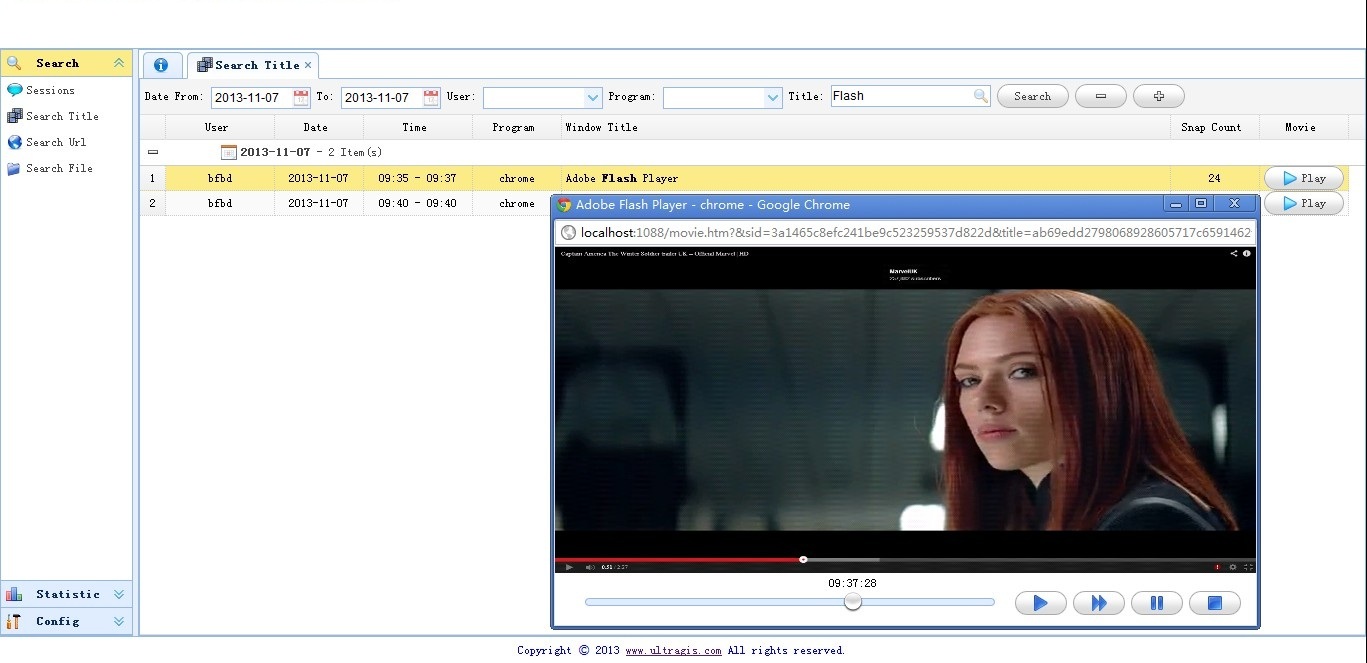 Search
Sessions
Search Title
Search Url
Search File
Statistic
Config
Search Title
Date From: 2013-11-07 To: 2013-11-07 User: Program: Title: Flash Search
User Date Time Program Window Title Snap Count Movie
2013-11-07 - 2 Item(s)
1 bfbd 2013-11-07 09:35 - 09:37 chrome Adobe Flash Player 24 Play
2 bfbd 2013-11-07 09:40 - 09:40 chrome Play
Adobe Flash Player - chrome - Google Chrome
localhost:1088/movie.htm?&sid=3a1465c8efc241be9c523259537d822d&title=ab69edd2798068928605717c6591462
Captain America The Winter Soldier trailer UK -- Official Marvel | HD
MarvelUK
subscribers
0:51 / 2:27
09:37:28
Copyright © 2013 www.ultragis.com All rights reserved.